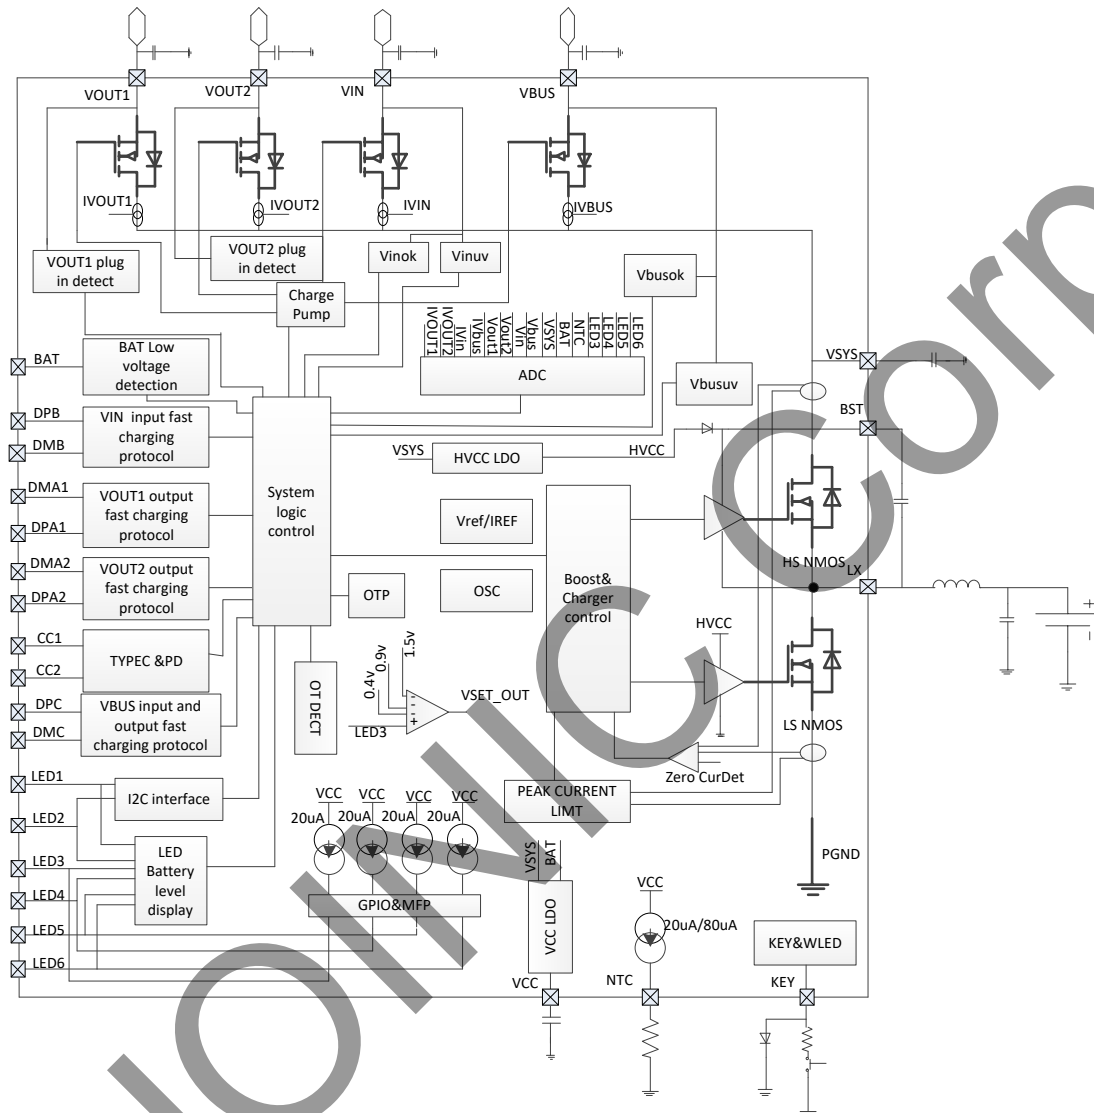 VOUT1
VOUT2
VIN
VBUS
IVOUT1
IVOUT2
IVIN
IVBUS
VOUT1 plug
in detect
VOUT2 plug
in detect
Vinok
Vinuv
Vbusok
Charge
Pump
IVOUT1
IVOUT2
IVin
IVbus
Vout1
Vout2
Vin
Vbus
VSYS
BAT
NTC
LED3
LED4
LED5
LED6
ADC
Vbusuv
VSYS
BAT
BAT Low
voltage
detection
BST
DPB
DMB
VIN input fast
charging
protocol
VSYS
HVCC LDO
HVCC
DMA1
DPA1
VOUT1 output
fast charging
protocol
System
logic
control
Vref/IREF
Boost&
Charger
control
HS NMOS
LX
DMA2
DPA2
VOUT2 output
fast charging
protocol
OTP
OSC
HVCC
CC1
CC2
TYPEC &PD
OT DECT
0.4v
0.9v
1.5v
-
-
-
+
LED3
VSET_OUT
+
-
LS NMOS
DPC
DMC
VBUS input and
output fast
charging protocol
Zero CurDet
LED1
LED2
I2C interface
PEAK CURRENT
LIMT
VCC
VCC
VCC
VCC
20uA
20uA
20uA
20uA
LED3
LED4
LED5
LED6
LED
Battery
level
display
GPIO&MFP
VSYS
BAT
VCC LDO
VCC
20uA/80uA
PGND
KEY&WLED
VCC
NTC
KEY